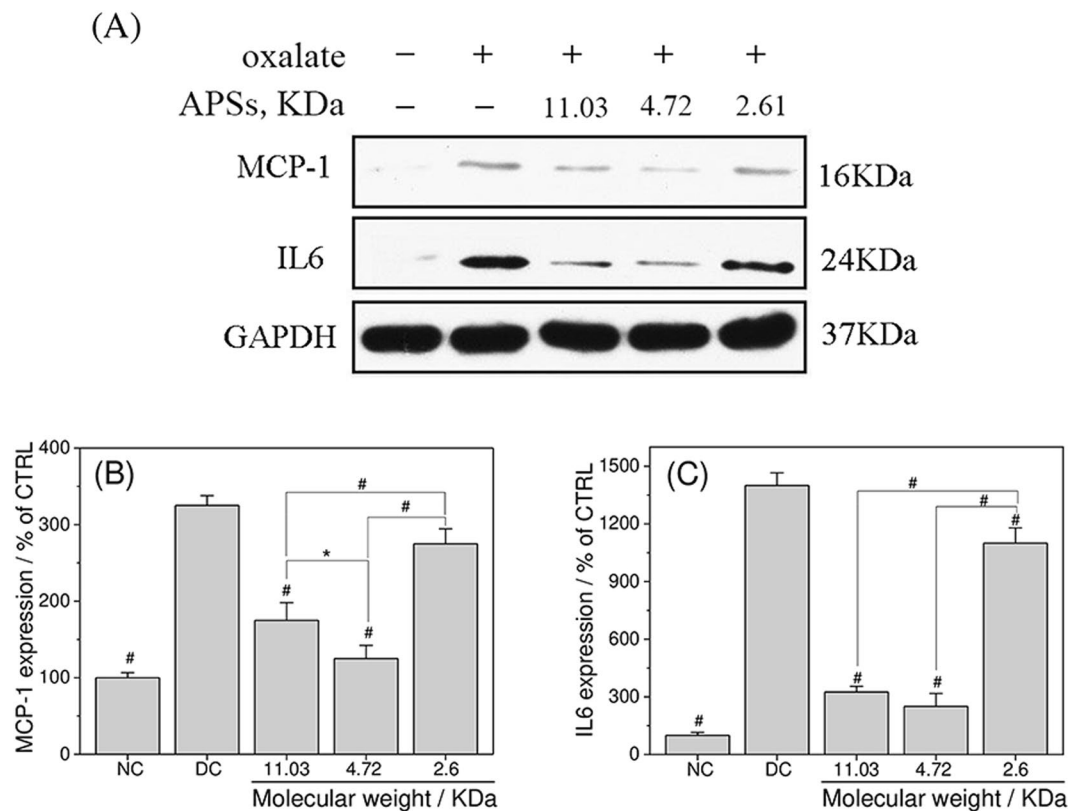 (A)
oxalate − + + + +
APSs, KDa − − 11.03 4.72 2.61
MCP-1 16KDa
IL6 24KDa
GAPDH 37KDa
(B)
MCP-1 expression / % of CTRL
400
300
200
100
0
# # # # # *
NC DC 11.03 4.72 2.6
Molecular weight / KDa
(C)
IL6 expression / % of CTRL
1500
1200
900
600
300
0
# # # # # #
NC DC 11.03 4.72 2.6
Molecular weight / KDa